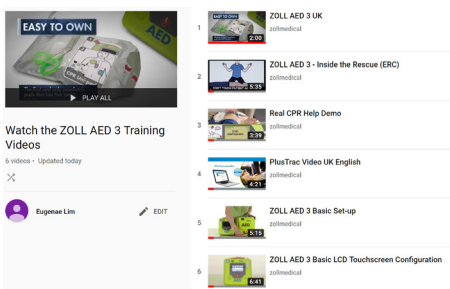 EASY TO OWN
AED
CPR Uni
PLAY ALL
Watch the ZOLL AED 3 Training
Videos
6 videos • Updated today
Eugenae Lim
EDIT
1
2:00
ZOLL AED 3 UK
zollmedical
2
5:35
ZOLL AED 3 - Inside the Rescue (ERC)
zollmedical
3
3:39
Real CPR Help Demo
zollmedical
4
4:21
PlusTrac Video UK English
zollmedical
5
5:15
ZOLL AED 3 Basic Set-up
zollmedical
6
6:41
ZOLL AED 3 Basic LCD Touchscreen Configuration
zollmedical